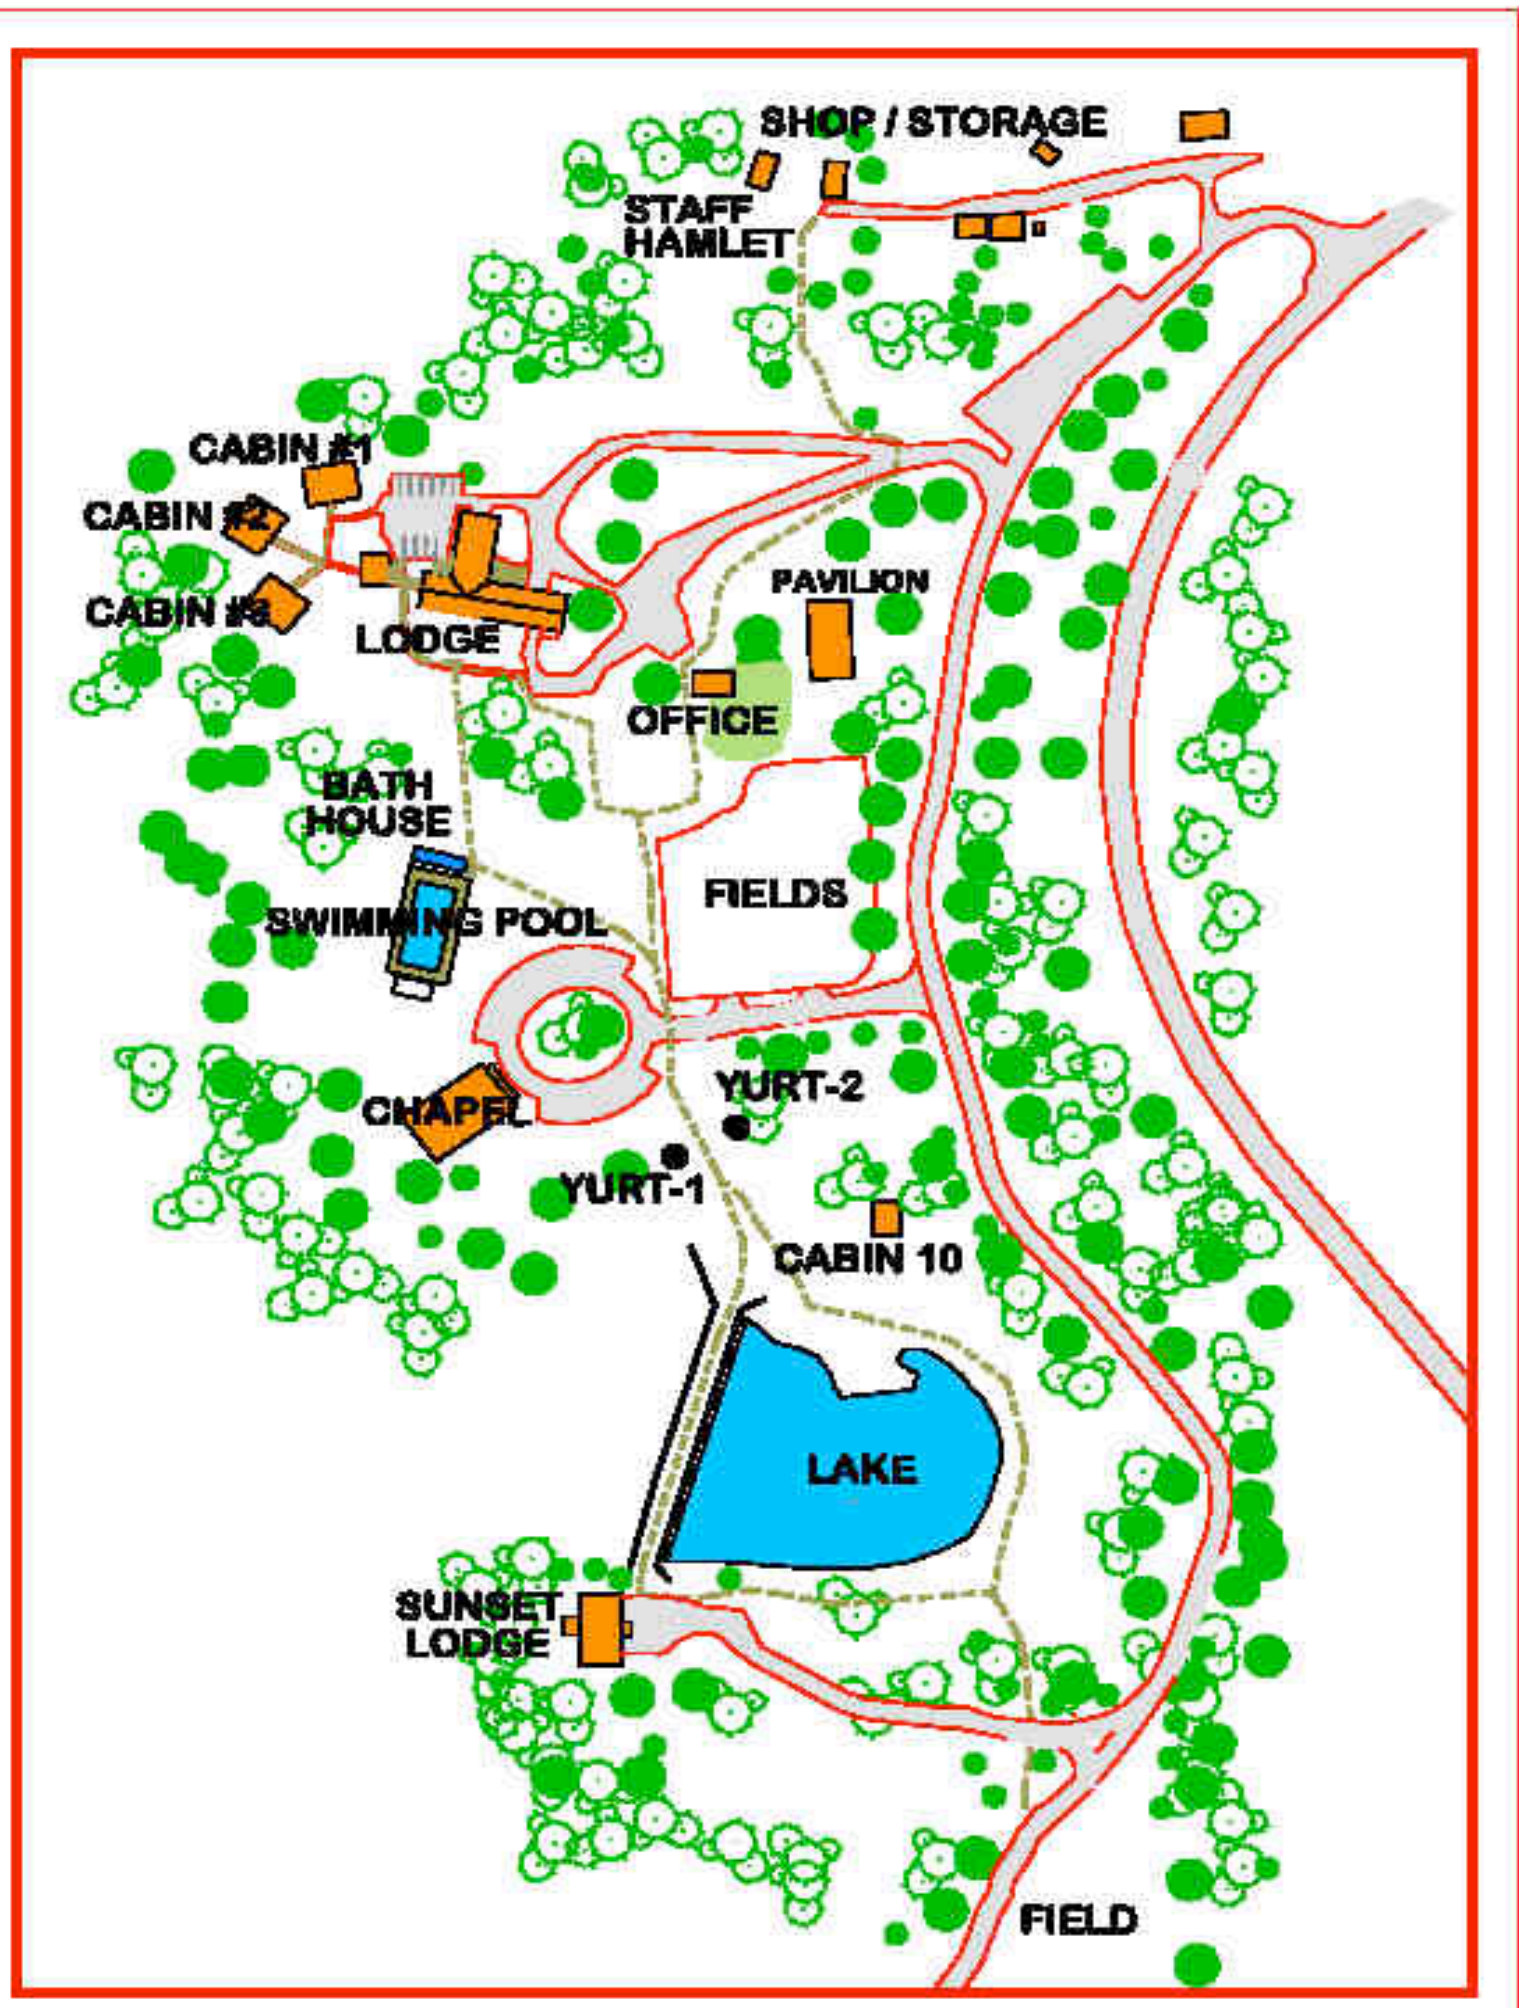 SHOP / STORAGE
STAFF
HAMLET
CABIN #1
CABIN #2
CABIN #3
LODGE
PAVILION
OFFICE
BATH
HOUSE
SWIMMING POOL
FIELDS
CHAPEL
YURT-2
YURT-1
CABIN 10
LAKE
SUNSET
LODGE
FIELD